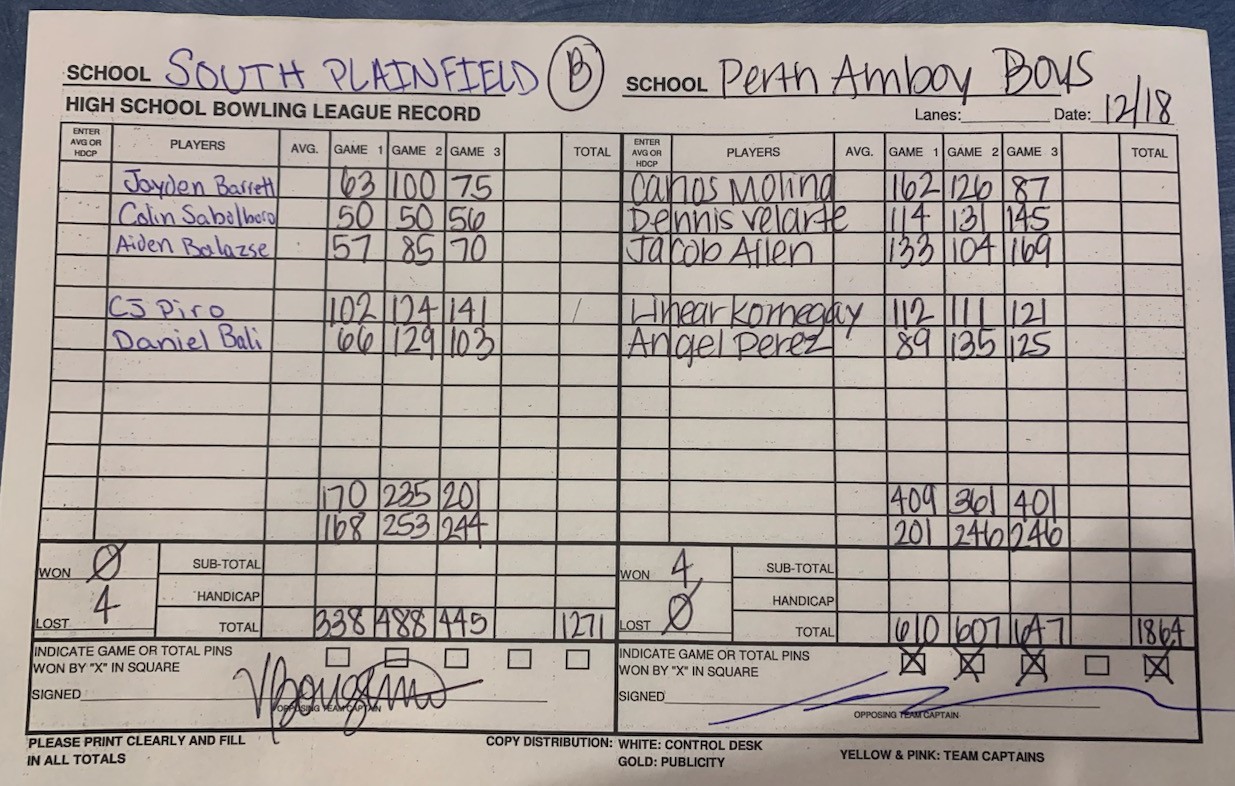 SCHOOL SOUTH PLAINFIELD (B) SCHOOL Perth Amboy Boys
HIGH SCHOOL BOWLING LEAGUE RECORD Lanes: Date: 12/18
ENTER AVG OR HDCP PLAYERS AVG. GAME 1 GAME 2 GAME 3 TOTAL ENTER AVG OR HDCP PLAYERS AVG. GAME 1 GAME 2 GAME 3 TOTAL
Jayden Barrett 63 100 75 Carlos Molina 162 126 87
Colin 50 50 56 Dennis Velarte 114 131 145
Aiden Balazse 57 85 70 Jacob Allen 133 104 169
CJ Piro 102 124 141 Linear Kornegay 112 111 121
Daniel Bali 66 129 103 Angel Perez 89 135 125
170 235 201 409 361 401
168 253 244 201 246 246
WON 0 SUB-TOTAL WON 4 SUB-TOTAL
HANDICAP HANDICAP
LOST 4 TOTAL 338 488 445 1271 LOST 0 TOTAL 610 607 647 1864
INDICATE GAME OR TOTAL PINS INDICATE GAME OR TOTAL PINS
WON BY "X" IN SQUARE WON BY "X" IN SQUARE X X X X
SIGNED SIGNED
OPPOSING TEAM CAPTAIN OPPOSING TEAM CAPTAIN
PLEASE PRINT CLEARLY AND FILL COPY DISTRIBUTION: WHITE: CONTROL DESK YELLOW & PINK: TEAM CAPTAINS
IN ALL TOTALS GOLD: PUBLICITY